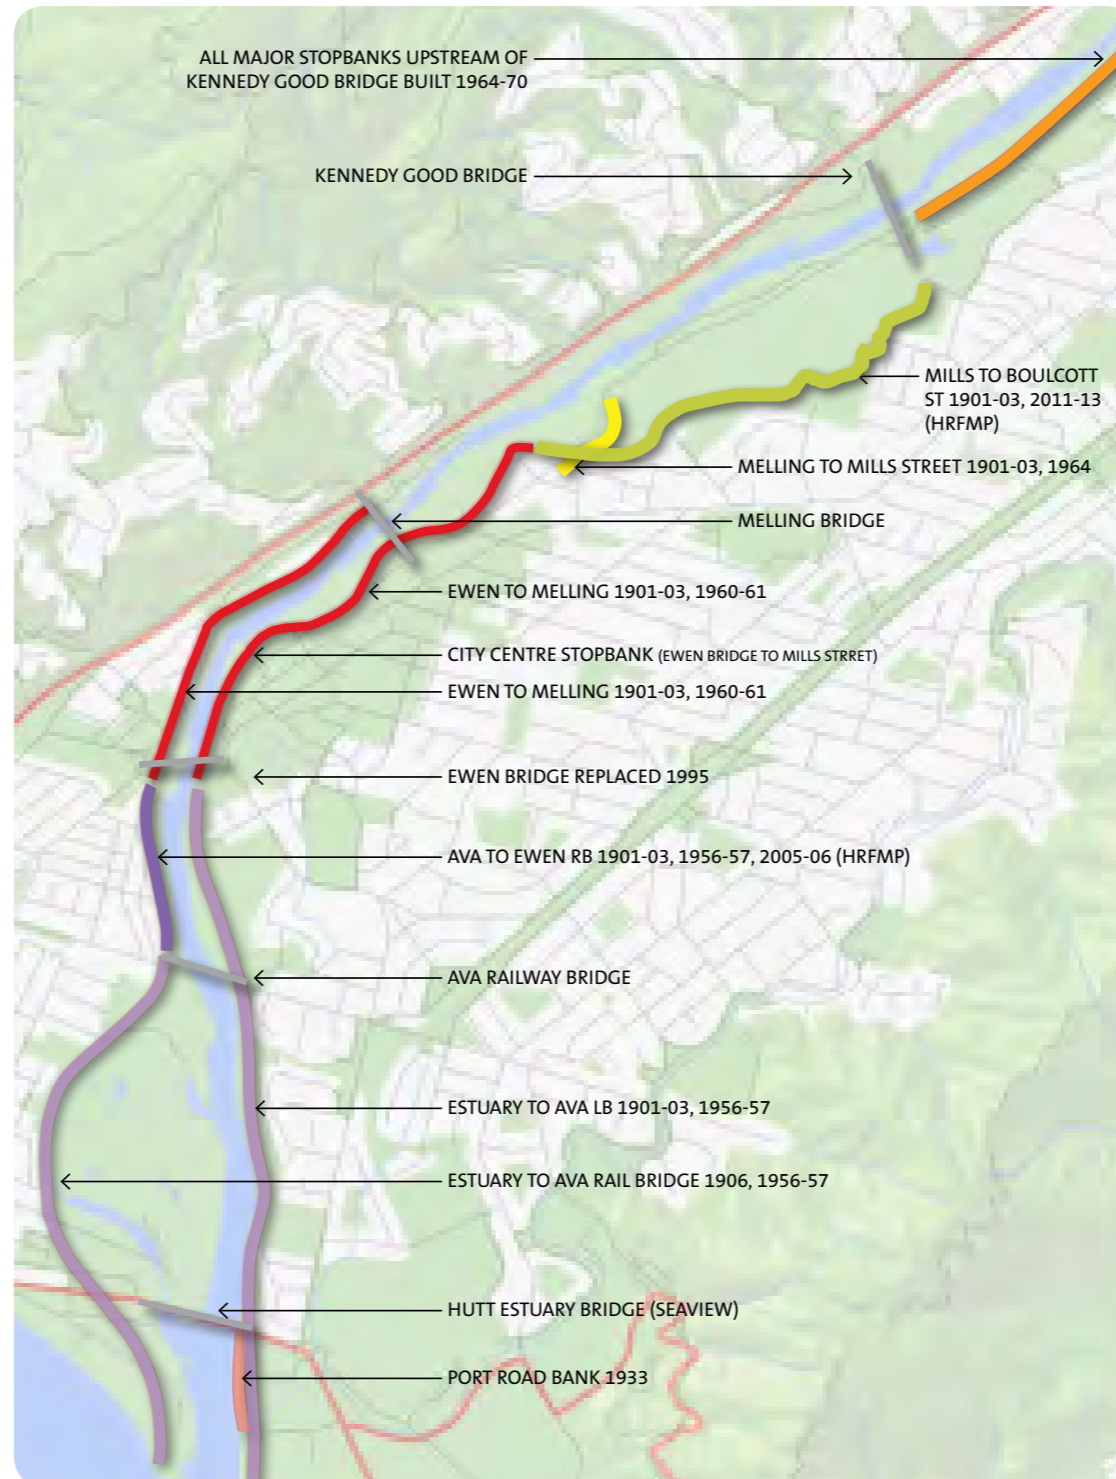 ALL MAJOR STOPBANKS UPSTREAM OF
KENNEDY GOOD BRIDGE BUILT 1964-70
KENNEDY GOOD BRIDGE
MILLS TO BOULCOTT
ST 1901-03, 2011-13
(HRFMP)
MELLING TO MILLS STREET 1901-03, 1964
MELLING BRIDGE
EWEN TO MELLING 1901-03, 1960-61
CITY CENTRE STOPBANK (EWEN BRIDGE TO MILLS STRRET)
EWEN TO MELLING 1901-03, 1960-61
EWEN BRIDGE REPLACED 1995
AVA TO EWEN RB 1901-03, 1956-57, 2005-06 (HRFMP)
AVA RAILWAY BRIDGE
ESTUARY TO AVA LB 1901-03, 1956-57
ESTUARY TO AVA RAIL BRIDGE 1906, 1956-57
HUTT ESTUARY BRIDGE (SEAVIEW)
PORT ROAD BANK 1933